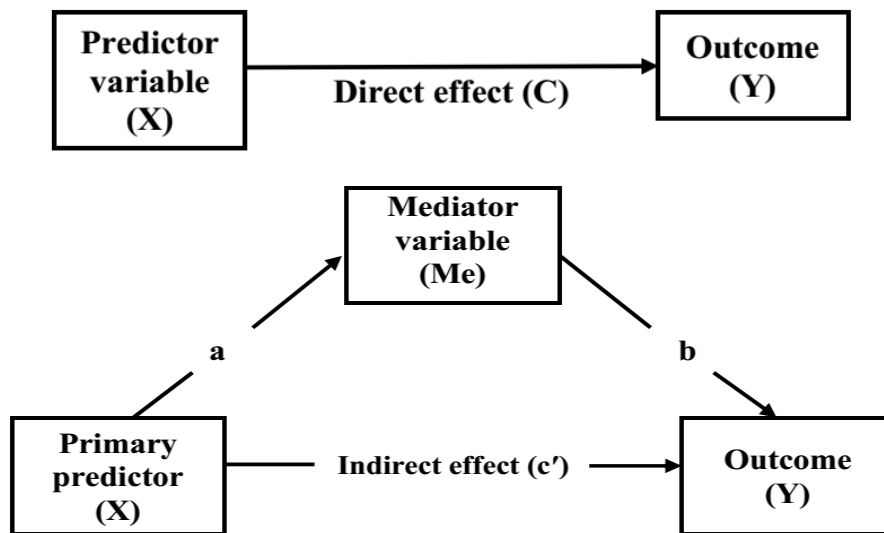 Predictor
variable
(X)
Direct effect (C)
Outcome
(Y)
Mediator
variable
(Me)
a
b
Primary
predictor
(X)
Indirect effect (c′)
Outcome
(Y)